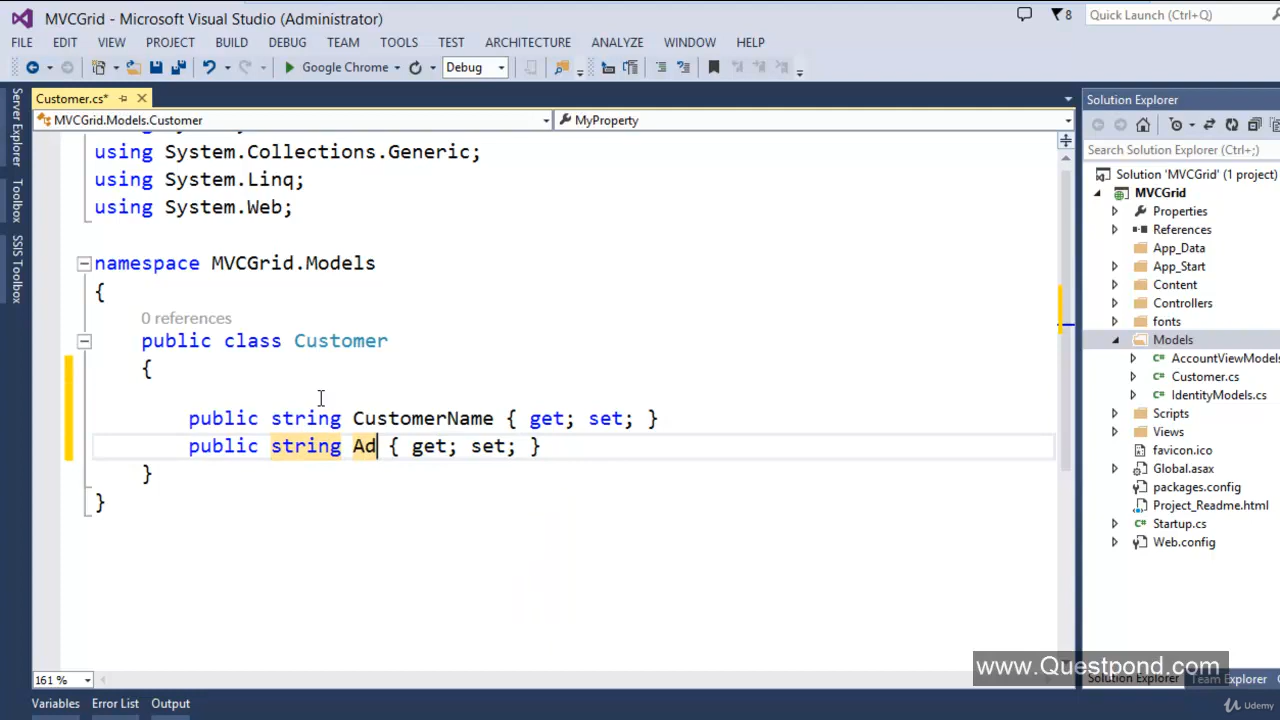 MVCGrid - Microsoft Visual Studio (Administrator)
8
Quick Launch (Ctrl+Q)
FILE EDIT VIEW PROJECT BUILD DEBUG TEAM TOOLS TEST ARCHITECTURE ANALYZE WINDOW HELP
Google Chrome
Debug
Server Explorer
Toolbox
SSIS Toolbox
Customer.cs*
MVCGrid.Models.Customer
MyProperty
using System.Collections.Generic;
using System.Linq;
using System.Web;
namespace MVCGrid.Models
{
0 references
public class Customer
{
public string CustomerName { get; set; }
public string Ad { get; set; }
}
}
161 %
Variables Error List Output
Solution Explorer
Search Solution Explorer (Ctrl+;)
Solution 'MVCGrid' (1 project)
MVCGrid
Properties
References
App_Data
App_Start
Content
Controllers
fonts
Models
AccountViewModels
Customer.cs
IdentityModels.cs
Scripts
Views
favicon.ico
Global.asax
packages.config
Project_Readme.html
Startup.cs
Web.config
www.Questpond.com
Solution Explorer Team Explorer
Udemy